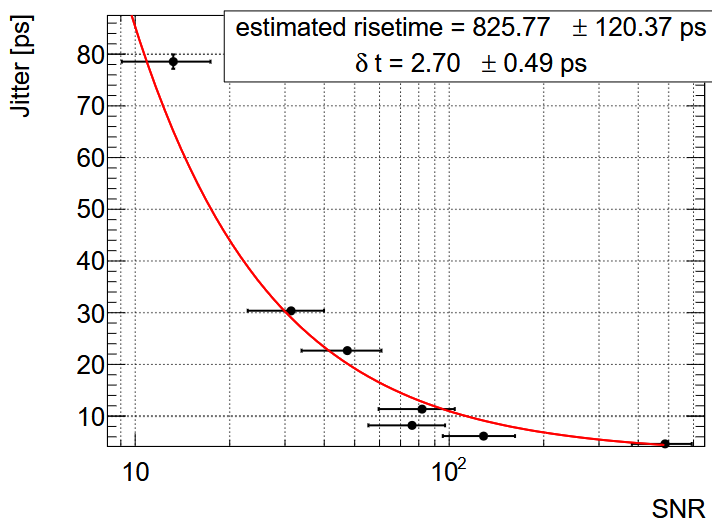 estimated risetime = 825.77 ± 120.37 ps
δ t = 2.70 ± 0.49 ps
Jitter [ps]
80
70
60
50
40
30
20
10
10
10²
SNR